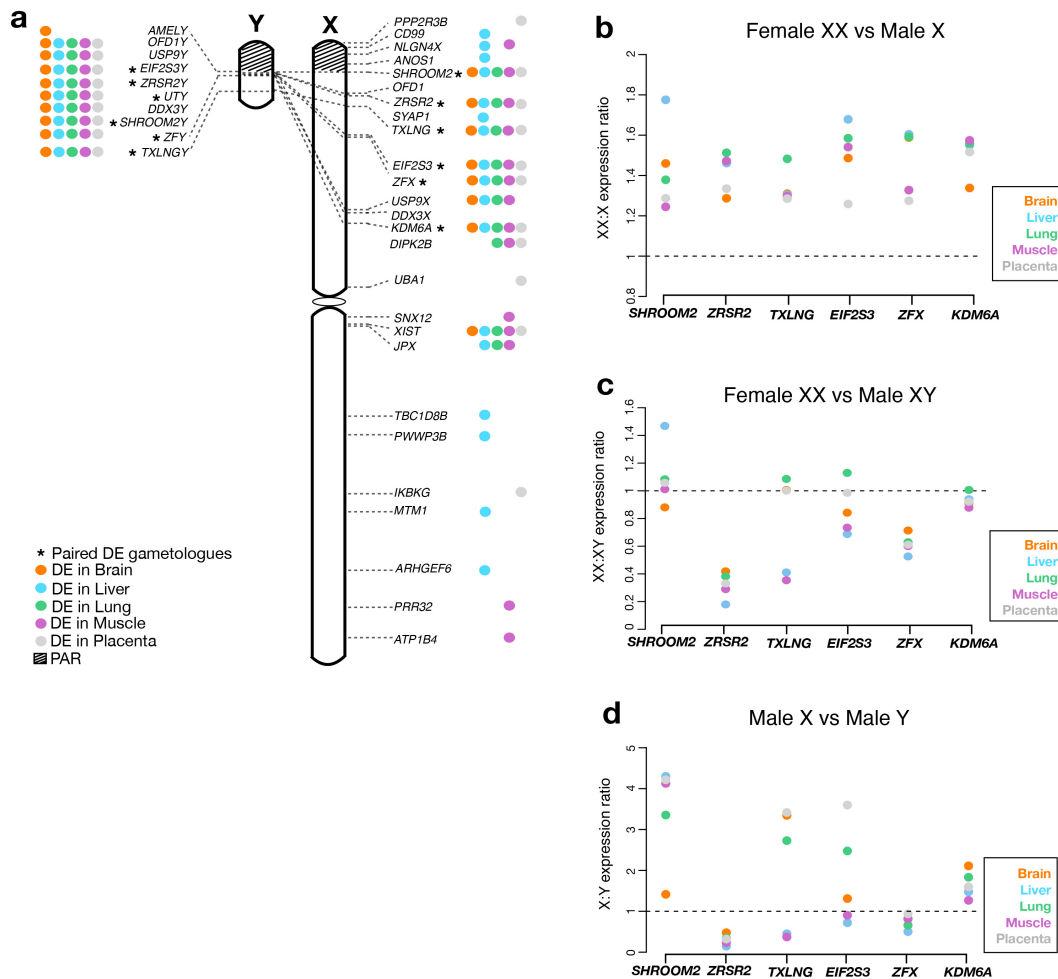 a
Y
X
AMELY
OFD1Y
USP9Y
* EIF2S3Y
* ZRSR2Y
* UTY
DDX3Y
* SHROOM2Y
* ZFY
* TXLNGY
PPP2R3B
CD99
NLGN4X
ANOS1
SHROOM2 *
OFD1
ZRSR2 *
SYAP1
TXLNG *
EIF2S3 *
ZFX *
USP9X
DDX3X
KDM6A *
DIPK2B
UBA1
SNX12
XIST
JPX
TBC1D8B
PWWP3B
IKBKG
MTM1
ARHGEF6
PRR32
ATP1B4
* Paired DE gametologues
DE in Brain
DE in Liver
DE in Lung
DE in Muscle
DE in Placenta
PAR
b
Female XX vs Male X
XX:X expression ratio
2
1.8
1.6
1.4
1.2
1
0.8
SHROOM2 ZRSR2 TXLNG EIF2S3 ZFX KDM6A
Brain
Liver
Lung
Muscle
Placenta
c
Female XX vs Male XY
XX:XY expression ratio
1.6
1.4
1.2
1
0.8
0.6
0.4
0.2
0
SHROOM2 ZRSR2 TXLNG EIF2S3 ZFX KDM6A
Brain
Liver
Lung
Muscle
Placenta
d
Male X vs Male Y
X:Y expression ratio
5
4
3
2
1
0
SHROOM2 ZRSR2 TXLNG EIF2S3 ZFX KDM6A
Brain
Liver
Lung
Muscle
Placenta